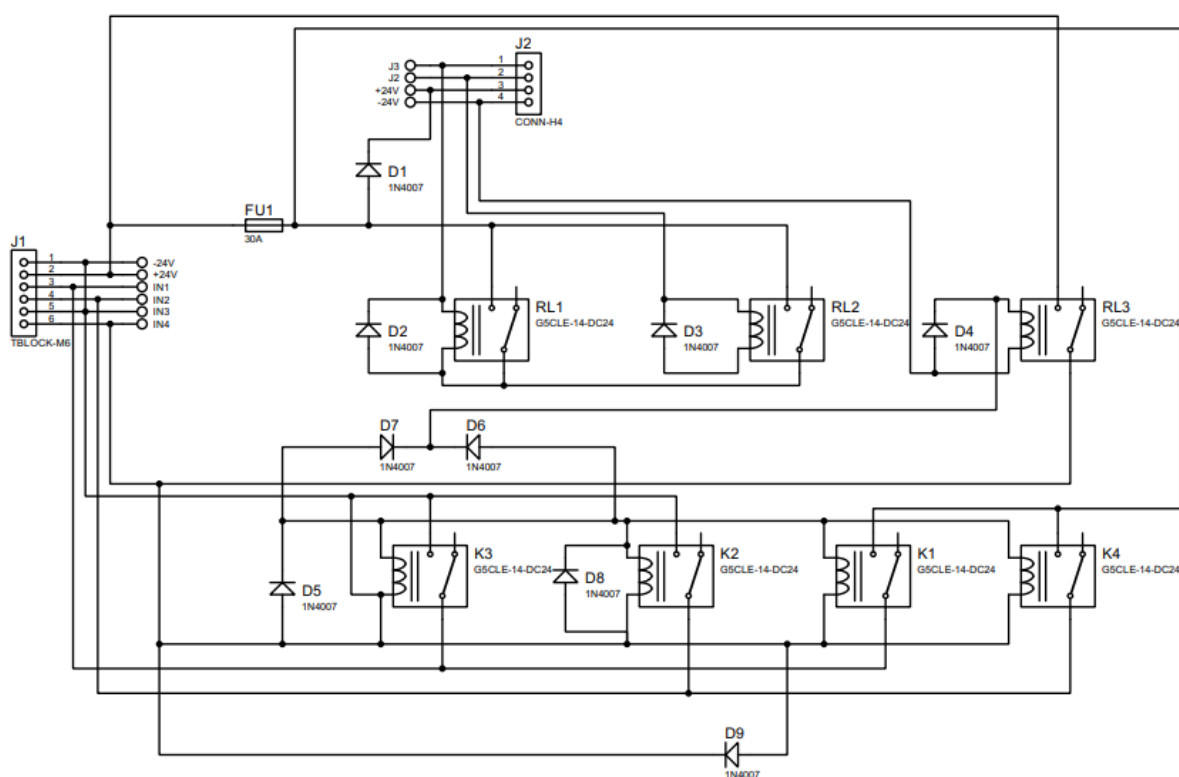 J2
J3
J2
+24V
-24V
1
2
3
4
CONN-H4
D1
1N4007
FU1
30A
J1
1
2
3
4
5
6
-24V
+24V
IN1
IN2
IN3
IN4
TBLOCK-M6
D2
1N4007
RL1
G5CLE-14-DC24
D3
1N4007
RL2
G5CLE-14-DC24
D4
1N4007
RL3
G5CLE-14-DC24
D7
1N4007
D6
1N4007
D5
1N4007
K3
G5CLE-14-DC24
D8
1N4007
K2
G5CLE-14-DC24
K1
G5CLE-14-DC24
K4
G5CLE-14-DC24
D9
1N4007